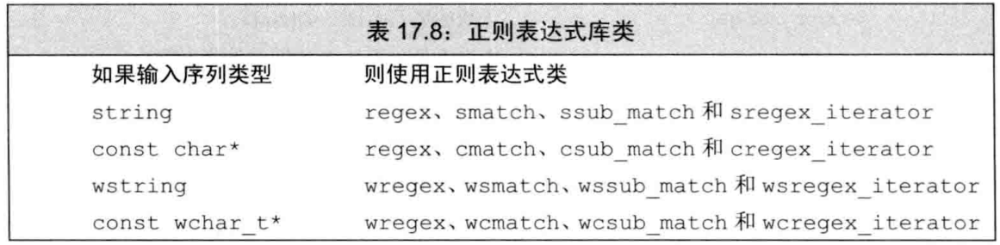 表 17.8：正则表达式库类
如果输入序列类型 则使用正则表达式类
string regex、smatch、ssub_match 和 sregex_iterator
const char* regex、cmatch、csub_match 和 cregex_iterator
wstring wregex、wsmatch、wssub_match 和 wsregex_iterator
const wchar_t* wregex、wcmatch、wcsub_match 和 wcregex_iterator